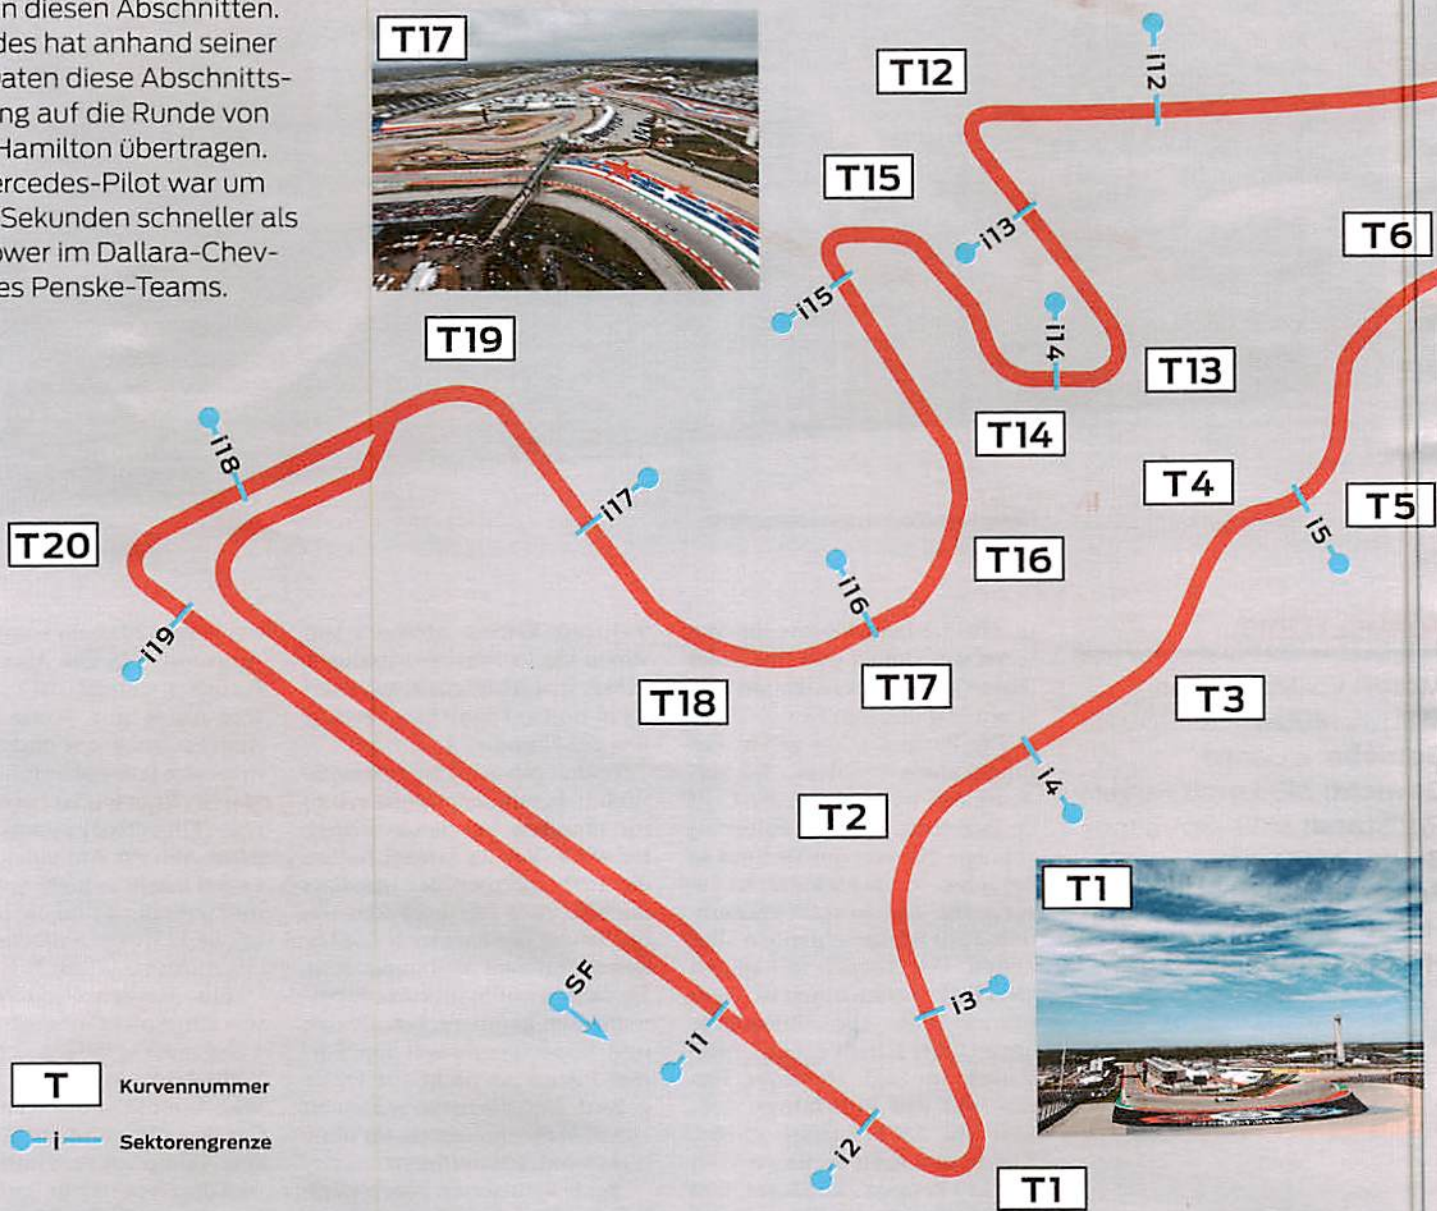 n diesen Abschnitten.
des hat anhand seiner
Daten diese Abschnitts-
ng auf die Runde von
Hamilton übertragen.
ercedes-Pilot war um
Sekunden schneller als
ower im Dallara-Chev-
es Penske-Teams.
T17
T12
i12
T15
i13
T6
i15
i14
T13
T19
T14
i18
i17
T4
T5
i5
T20
T16
i16
i19
T17
T18
T3
i4
T2
T1
SF
i3
i1
T Kurvennummer
i Sektorengrenze
i2
T1